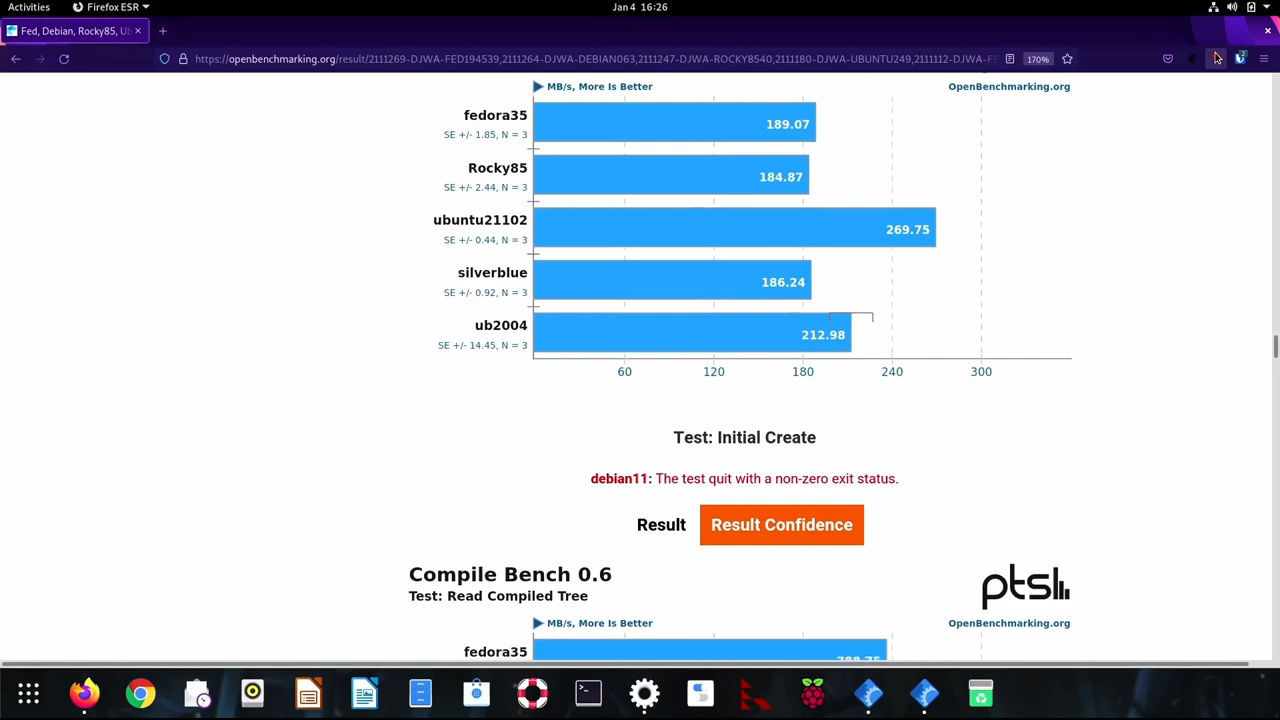 Activities
Firefox ESR
Jan 4 16:26
Fed, Debian, Rocky85, Ub
https://openbenchmarking.org/result/2111269-DJWA-FED194539,2111264-DJWA-DEBIAN063,2111247-DJWA-ROCKY8540,2111180-DJWA-UBUNTU249,2111112-DJWA-F
170%
2
MB/s, More Is Better
OpenBenchmarking.org
fedora35
SE +/- 1.85, N = 3
189.07
Rocky85
SE +/- 2.44, N = 3
184.87
ubuntu21102
SE +/- 0.44, N = 3
269.75
silverblue
SE +/- 0.92, N = 3
186.24
ub2004
SE +/- 14.45, N = 3
212.98
60 120 180 240 300
Test: Initial Create
debian11: The test quit with a non-zero exit status.
Result
Result Confidence
Compile Bench 0.6
Test: Read Compiled Tree
pts
MB/s, More Is Better
OpenBenchmarking.org
fedora35